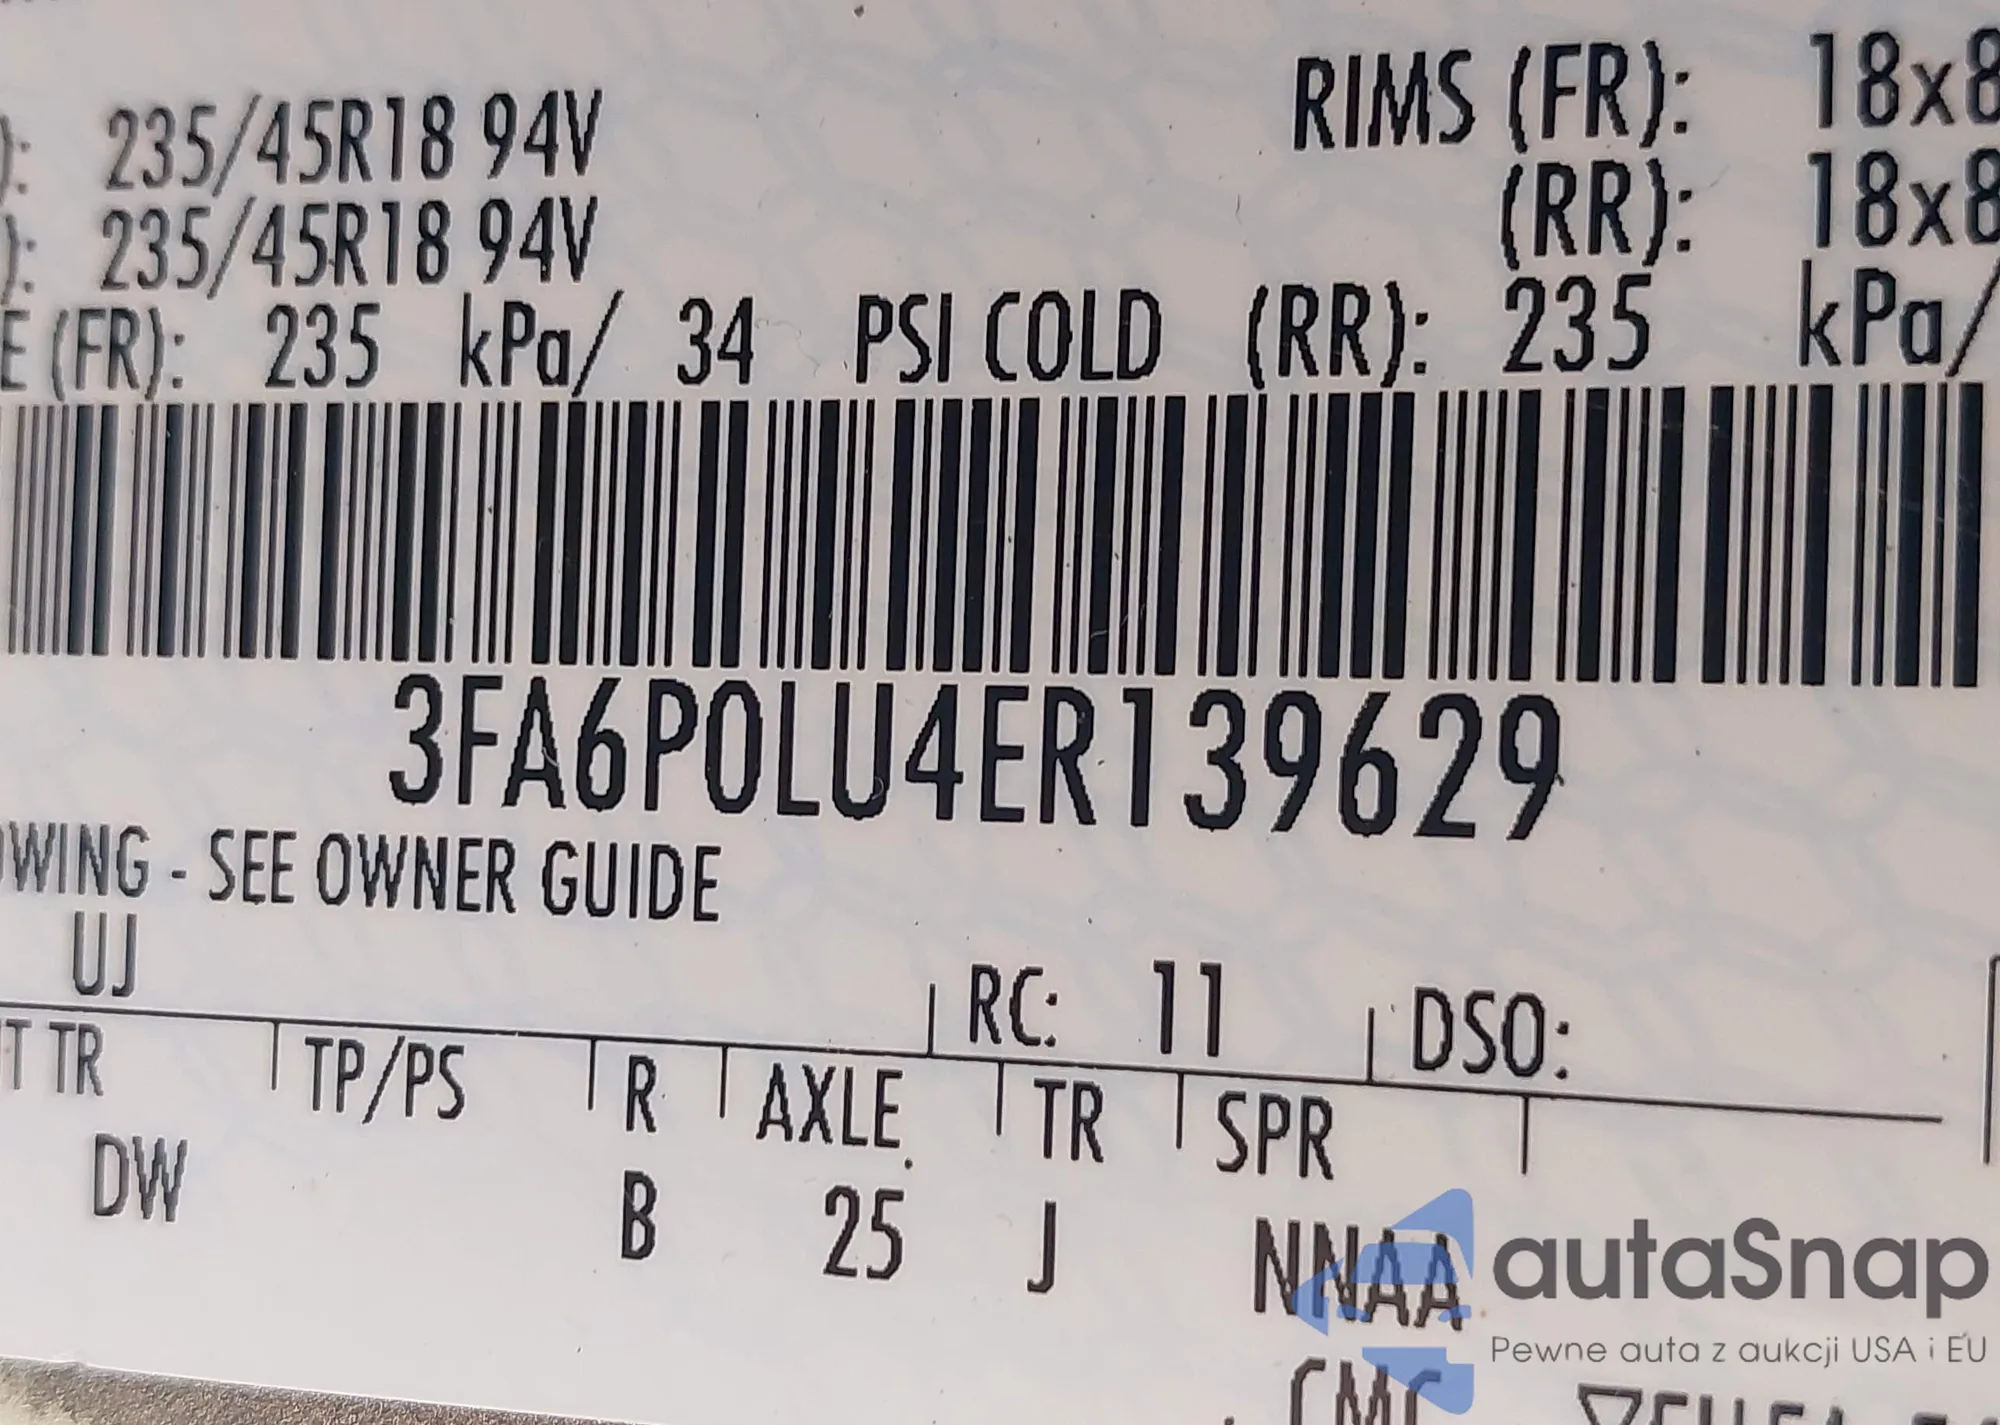 ): 235/45R18 94V RIMS (FR): 18x8
): 235/45R18 94V (RR): 18x8
E (FR): 235 kPa/ 34 PSI COLD (RR): 235 kPa/
3FA6P0LU4ER139629
OWING - SEE OWNER GUIDE
UJ RC: 11 DSO:
T TR TP/PS R AXLE TR SPR
DW B 25 J NNAA
autaSnap
Pewne auta z aukcji USA i EU